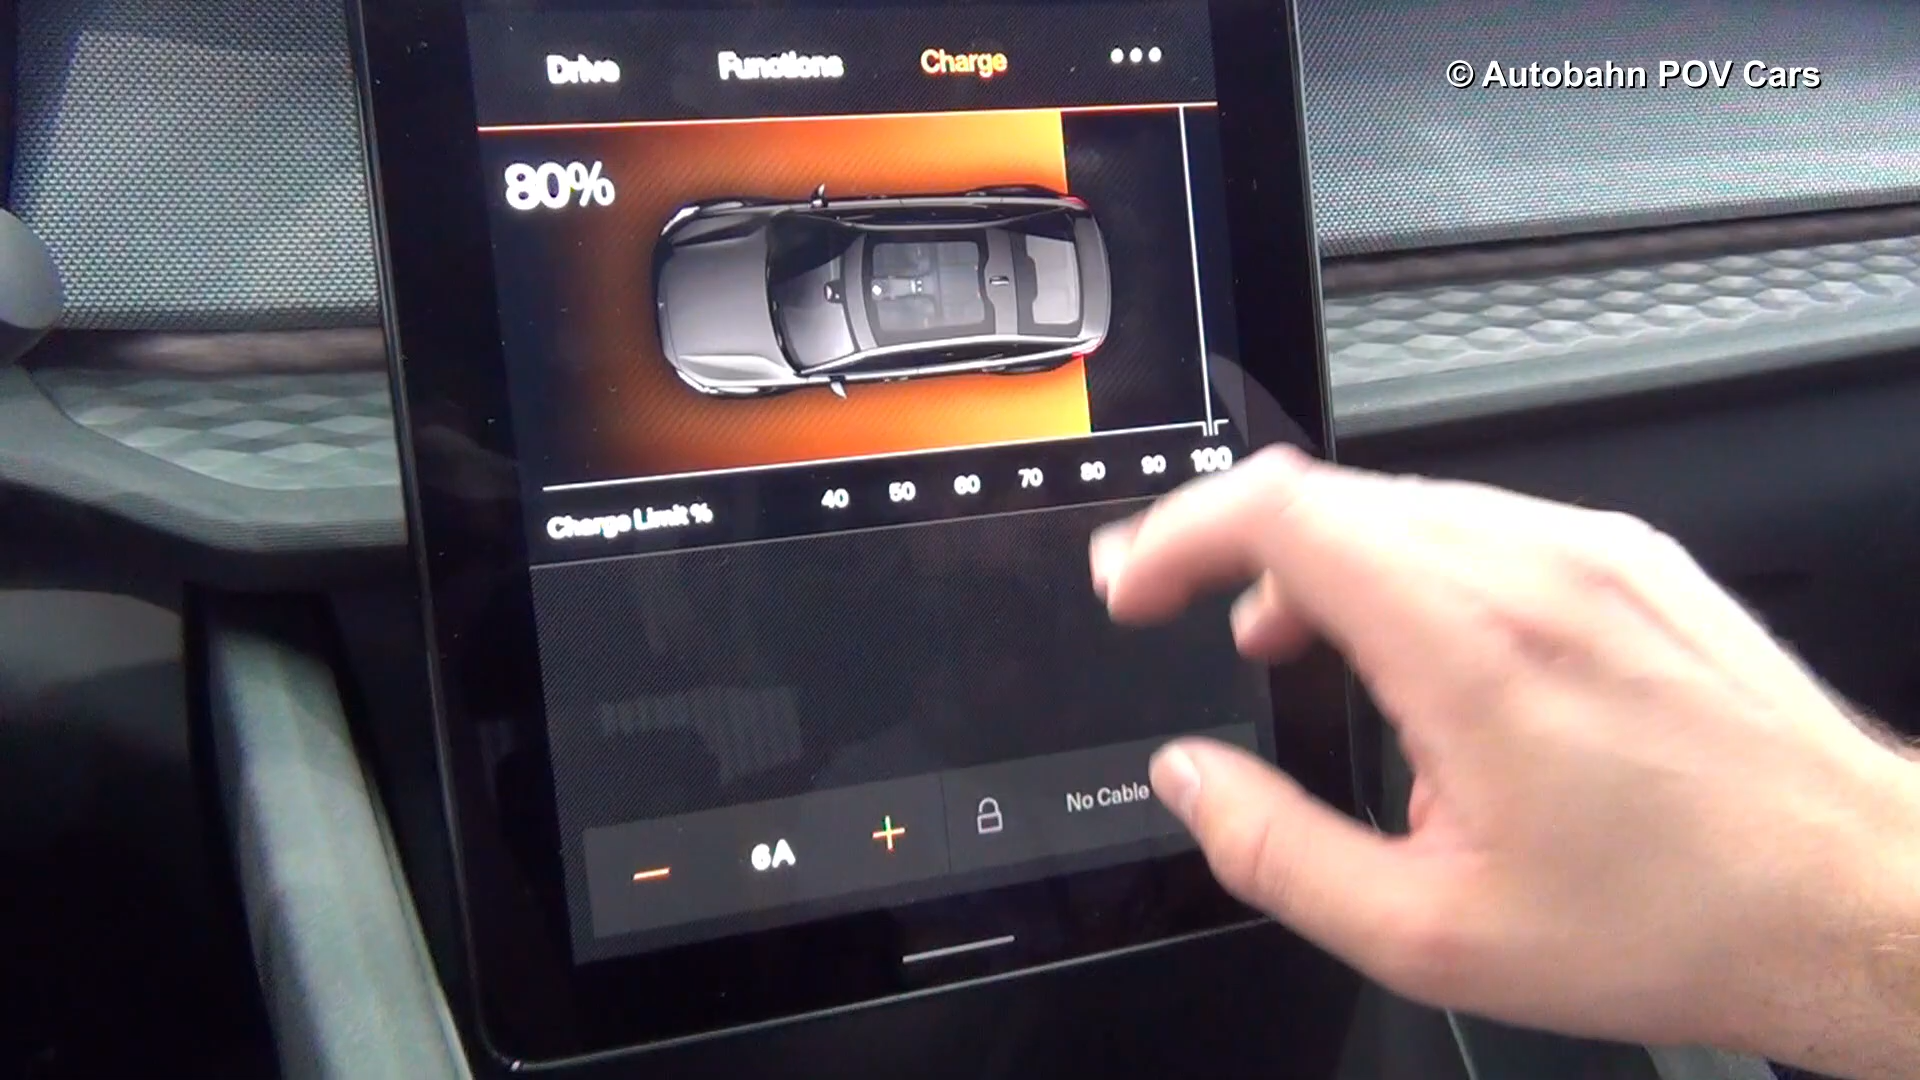 © Autobahn POV Cars
Drive Functions Charge
80%
40 50 60 70 80 90 100
Charge Limit %
6A
No Cable